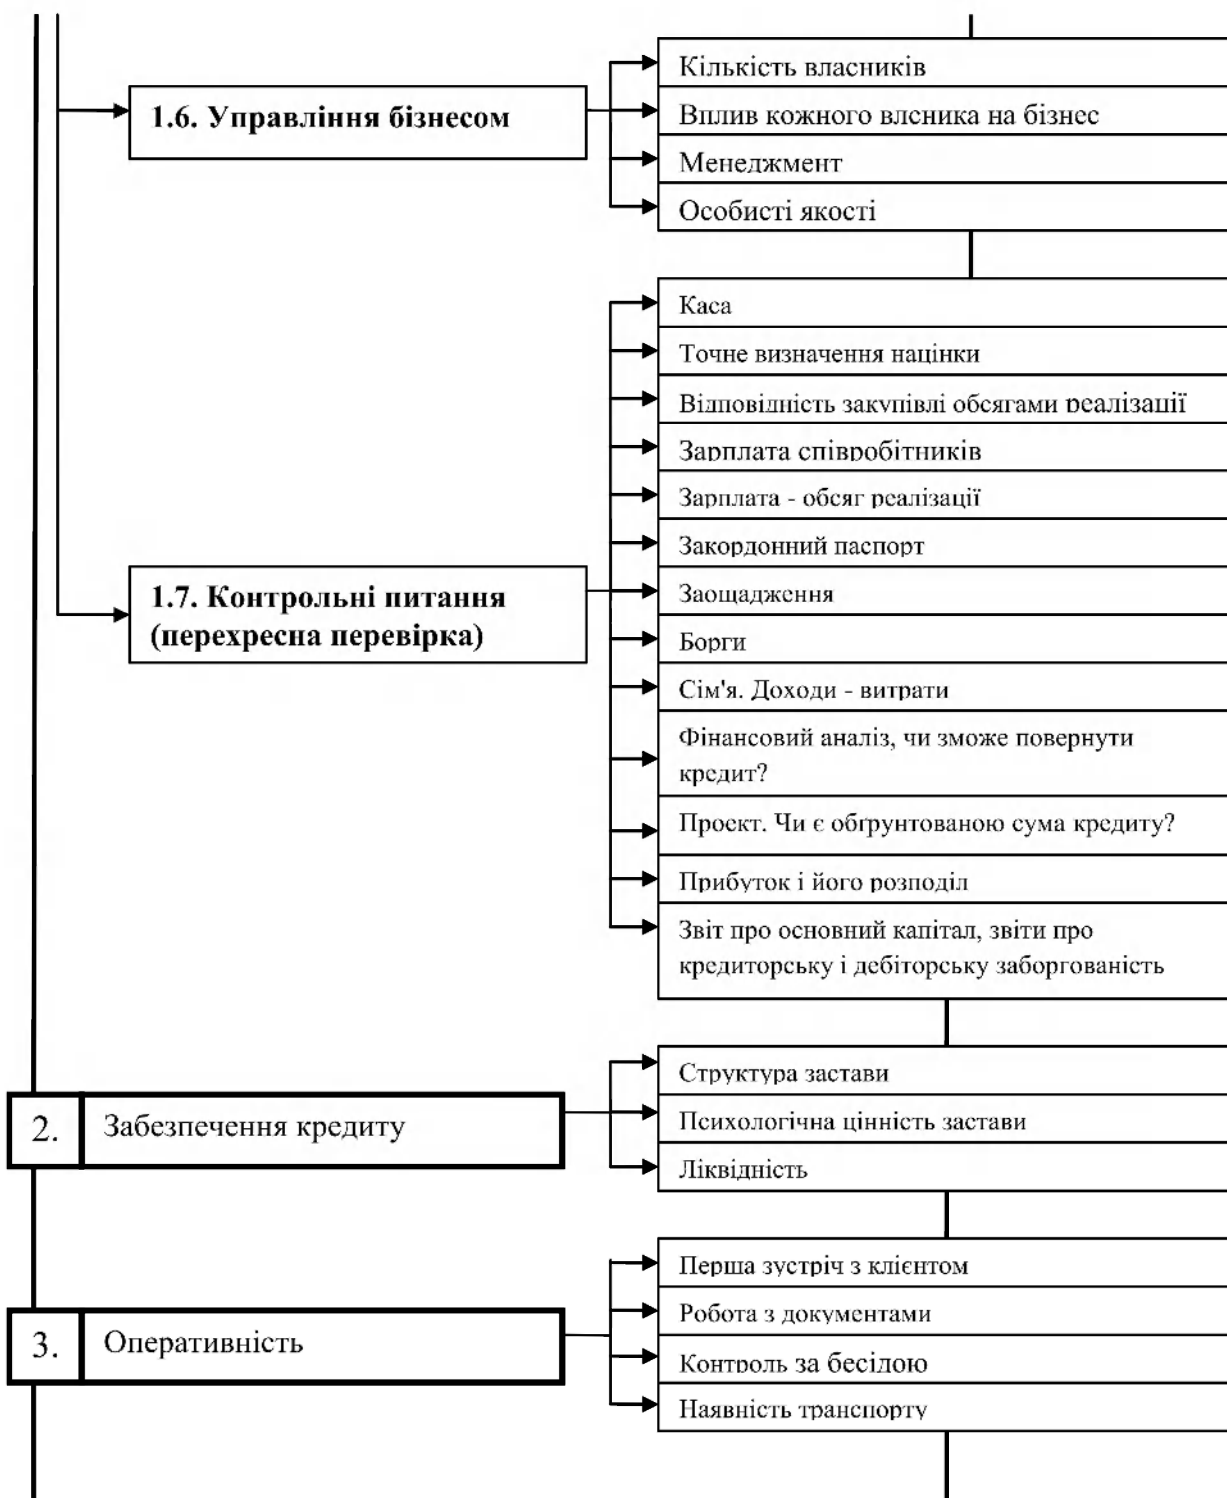 Кількість власників
1.6. Управління бізнесом
Вплив кожного влсника на бізнес
Менеджмент
Особисті якості
Каса
Точне визначення націнки
Відповідність закупівлі обсягами реалізації
Зарплата співробітників
Зарплата - обсяг реалізації
Закордонний паспорт
1.7. Контрольні питання
(перехресна перевірка)
Заощадження
Борги
Сім'я. Доходи - витрати
Фінансовий аналіз, чи зможе повернути
кредит?
Проект. Чи є обґрунтованою сума кредиту?
Прибуток і його розподіл
Звіт про основний капітал, звіти про
кредиторську і дебіторську заборгованість
Структура застави
2. Забезпечення кредиту
Психологічна цінність застави
Ліквідність
Перша зустріч з клієнтом
Робота з документами
3. Оперативність
Контроль за бесідою
Наявність транспорту